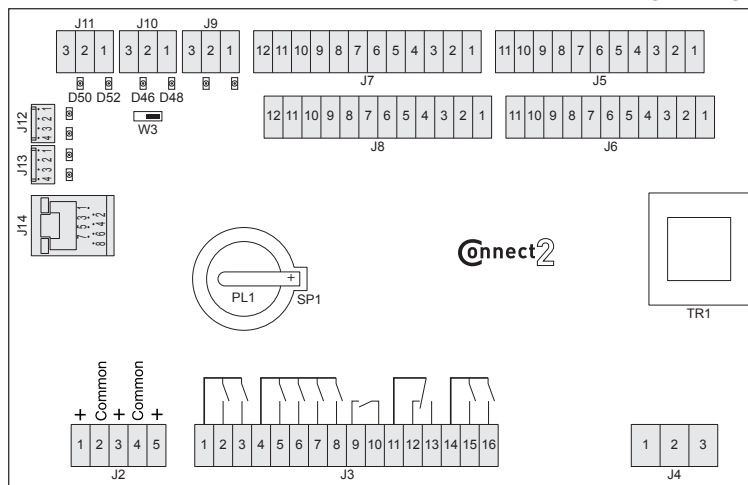 J11 J10 J9
3 2 1 3 2 1 3 2 1 12 11 10 9 8 7 6 5 4 3 2 1 11 10 9 8 7 6 5 4 3 2 1
J7 J5
D50 D52 D46 D48
W3
12 11 10 9 8 7 6 5 4 3 2 1 11 10 9 8 7 6 5 4 3 2 1
J8 J6
J12 4 3 2 1
J13 4 3 2 1
J14 7 5 3 1
8 6 4 2
Connect2
+
PL1 SP1
TR1
+ Common + Common +
1 2 3 4 5 1 2 3 4 5 6 7 8 9 10 11 12 13 14 15 16 1 2 3
J2 J3 J4